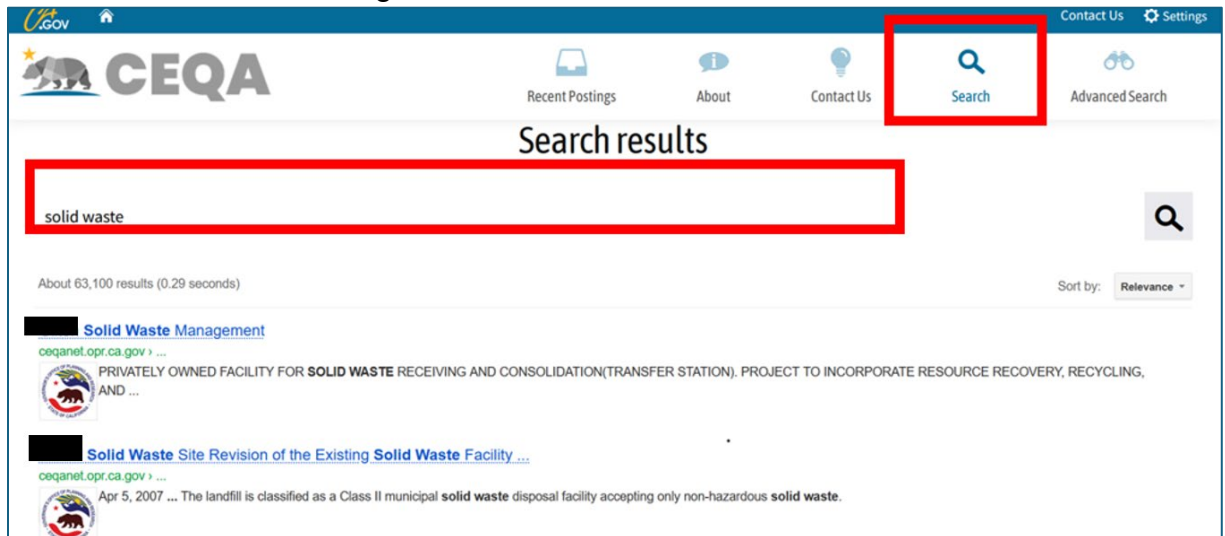 CA.GOV
Contact Us Settings
CEQA
Recent Postings About Contact Us Search Advanced Search
Search results
solid waste
About 63,100 results (0.29 seconds) Sort by: Relevance
Solid Waste Management
ceqanet.opr.ca.gov › ...
PRIVATELY OWNED FACILITY FOR SOLID WASTE RECEIVING AND CONSOLIDATION(TRANSFER STATION). PROJECT TO INCORPORATE RESOURCE RECOVERY, RECYCLING,
AND ...
Solid Waste Site Revision of the Existing Solid Waste Facility ...
ceqanet.opr.ca.gov › ...
Apr 5, 2007 ... The landfill is classified as a Class II municipal solid waste disposal facility accepting only non-hazardous solid waste.